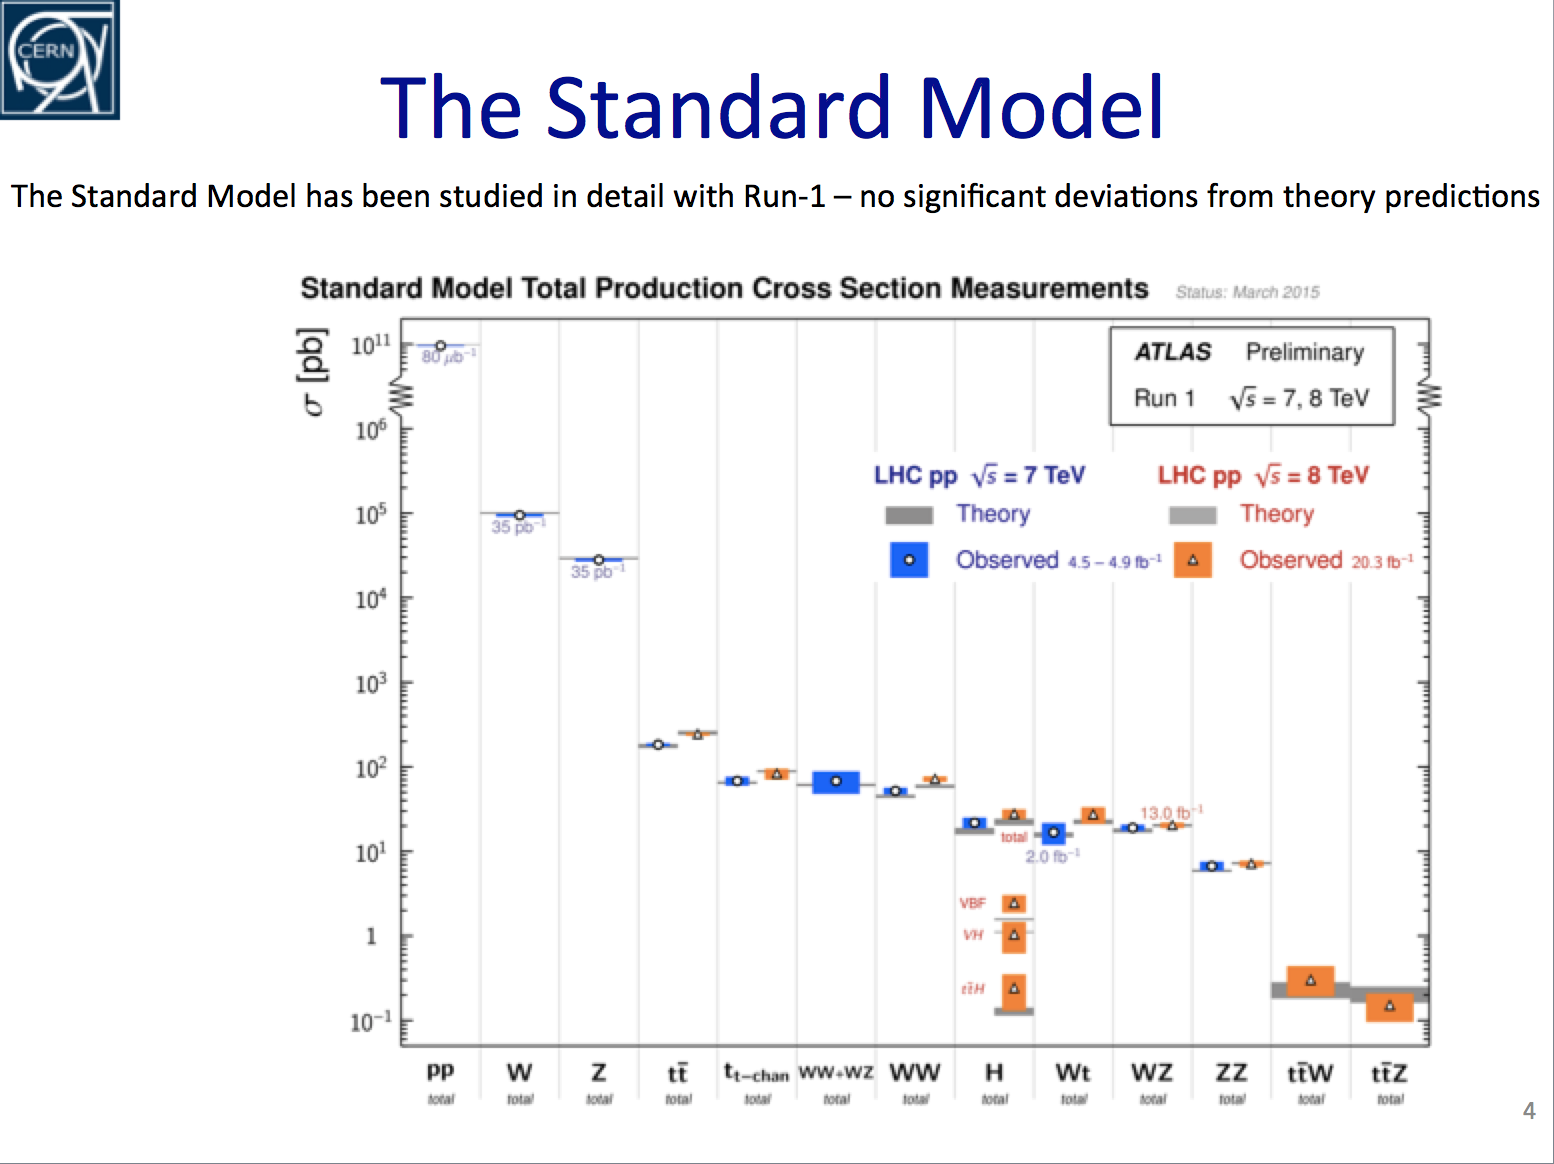 CERN
The Standard Model
The Standard Model has been studied in detail with Run-1 – no significant deviations from theory predictions
Standard Model Total Production Cross Section Measurements Status: March 2015
σ [pb]
10¹¹
10⁶
10⁵
10⁴
10³
10²
10¹
1
10⁻¹
ATLAS Preliminary
Run 1 √s = 7, 8 TeV
LHC pp √s = 7 TeV LHC pp √s = 8 TeV
Theory Theory
Observed 4.5 – 4.9 fb⁻¹ Observed 20.3 fb⁻¹
80 μb⁻¹
35 pb⁻¹
35 pb⁻¹
13.0 fb⁻¹
total
2.0 fb⁻¹
VBF
VH
tt̄H
pp W Z tt̄ t_t−chan WW+WZ WW H Wt WZ ZZ tt̄W tt̄Z
total total total total total total total total total total total total total
4